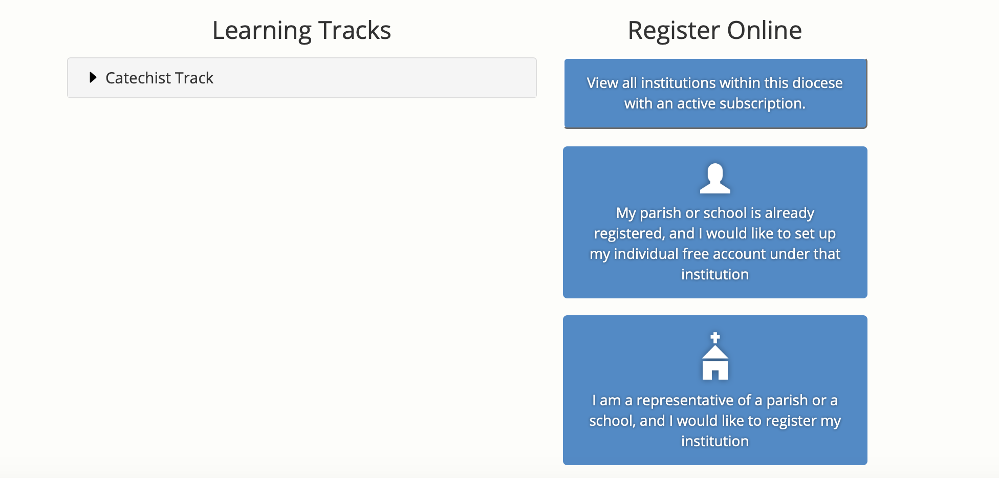 Learning Tracks
Catechist Track
Register Online
View all institutions within this diocese
with an active subscription.
My parish or school is already
registered, and I would like to set up
my individual free account under that
institution
I am a representative of a parish or a
school, and I would like to register my
institution